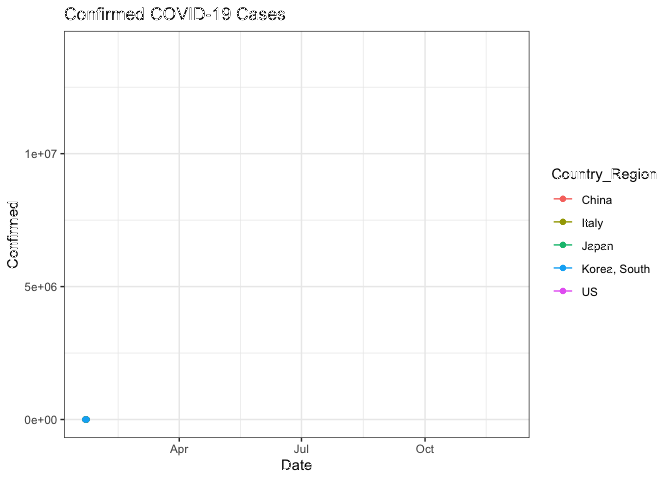 Confirmed COVID-19 Cases
Confirmed
1e+07
5e+06
0e+00
Apr
Jul
Oct
Date
Country_Region
China
Italy
Japan
Korea, South
US